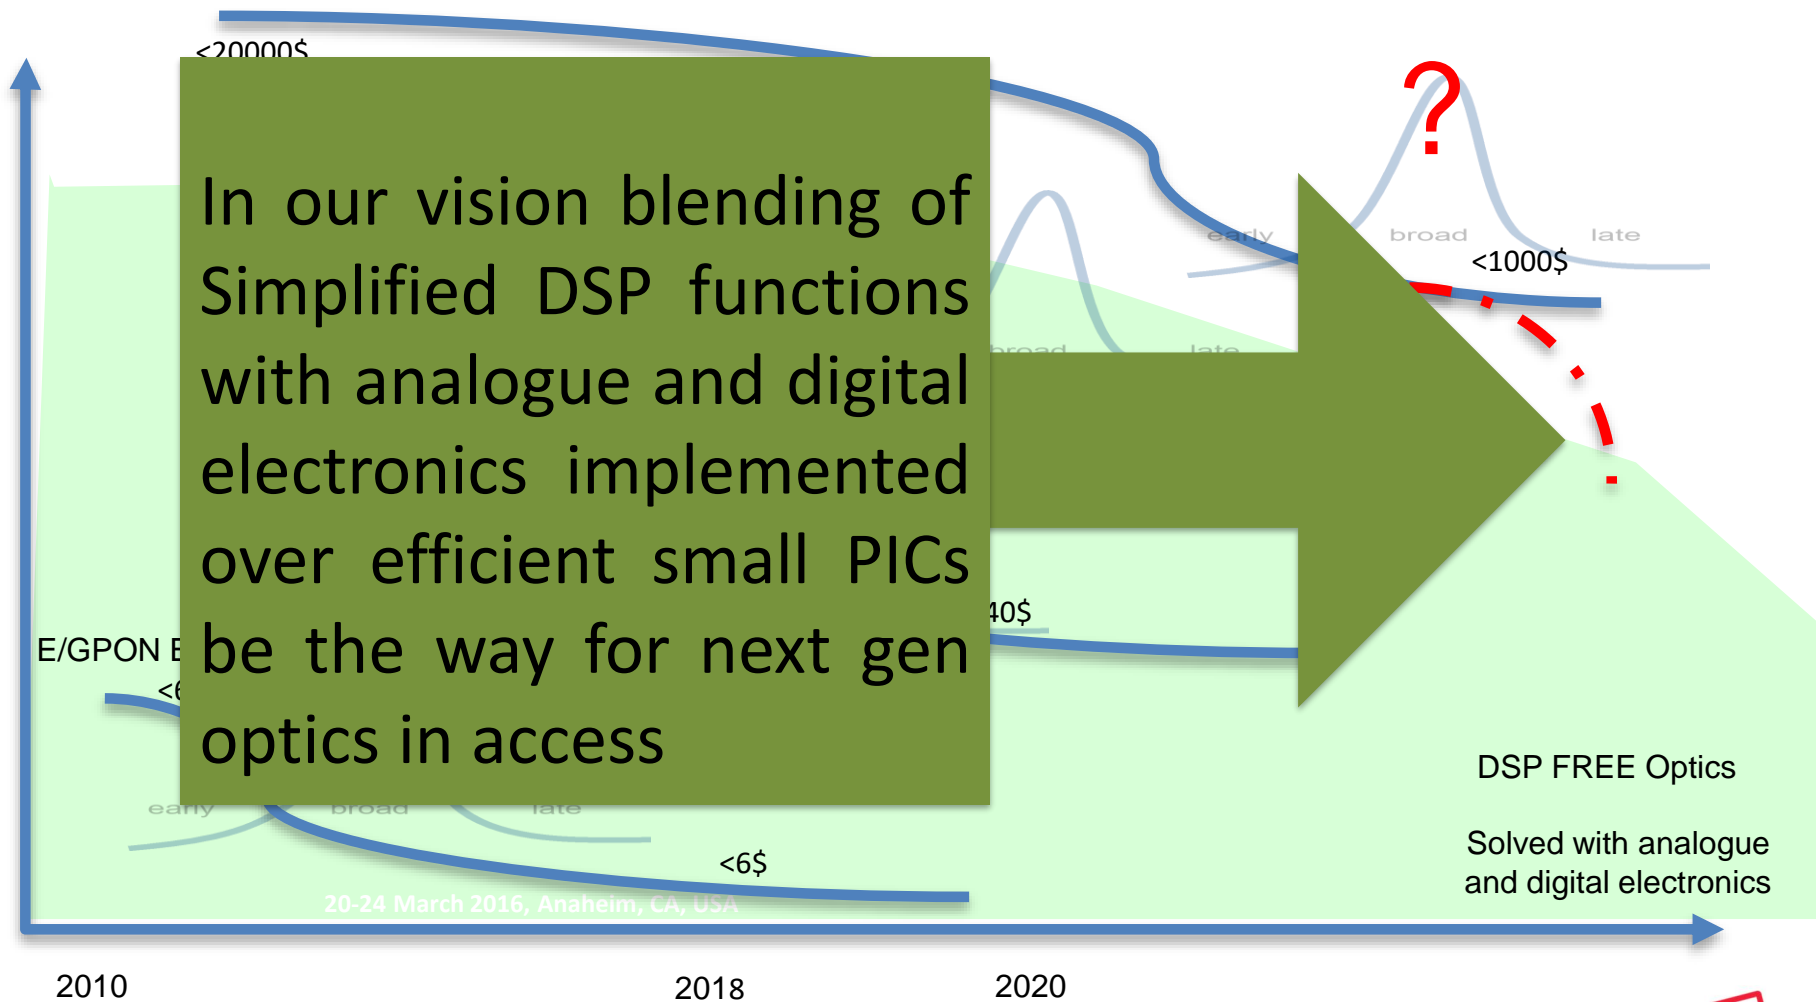 <20000$
In our vision blending of
Simplified DSP functions
with analogue and digital
electronics implemented
over efficient small PICs
be the way for next gen
optics in access
early broad late
<1000$
broad late
40$
E/GPON
<6$
early broad late
DSP FREE Optics
Solved with analogue
and digital electronics
20-24 March 2016, Anaheim, CA, USA
2010 2018 2020